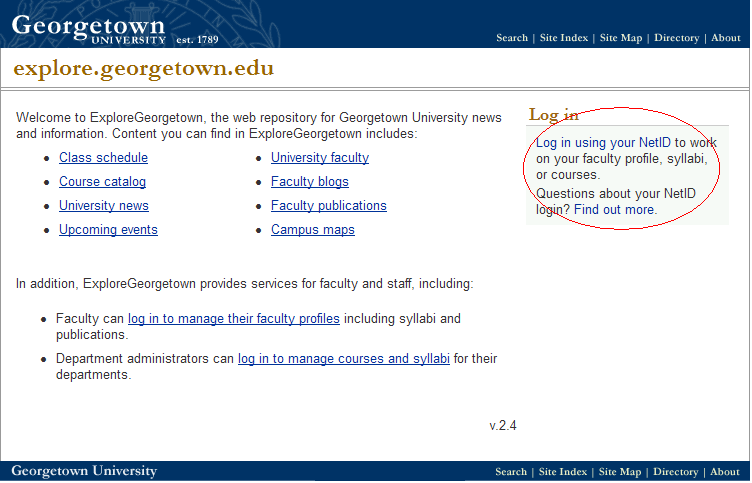 Georgetown
UNIVERSITY est. 1789
Search | Site Index | Site Map | Directory | About
explore.georgetown.edu
Welcome to ExploreGeorgetown, the web repository for Georgetown University news
and information. Content you can find in ExploreGeorgetown includes:
Class schedule
Course catalog
University news
Upcoming events
University faculty
Faculty blogs
Faculty publications
Campus maps
In addition, ExploreGeorgetown provides services for faculty and staff, including:
Faculty can log in to manage their faculty profiles including syllabi and
publications.
Department administrators can log in to manage courses and syllabi for their
departments.
v.2.4
Log in
Log in using your NetID to work
on your faculty profile, syllabi,
or courses.
Questions about your NetID
login? Find out more.
Georgetown University
Search | Site Index | Site Map | Directory | About